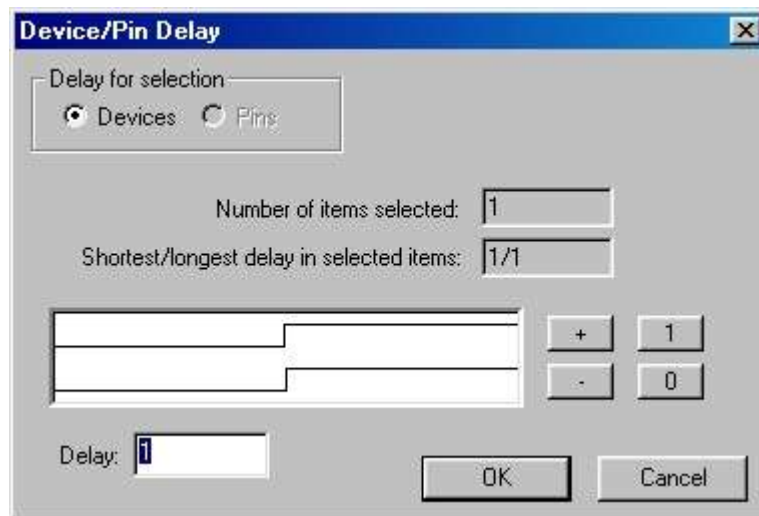 Device/Pin Delay
Delay for selection
Devices Pins
Number of items selected: 1
Shortest/longest delay in selected items: 1/1
+ 1
- 0
Delay: 1
OK Cancel